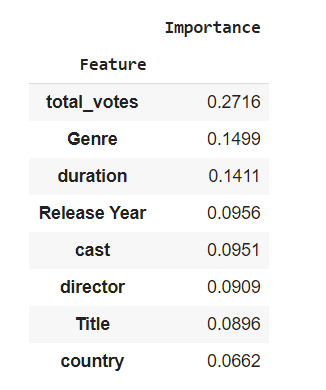 Importance
Feature
total_votes 0.2716
Genre 0.1499
duration 0.1411
Release Year 0.0956
cast 0.0951
director 0.0909
Title 0.0896
country 0.0662